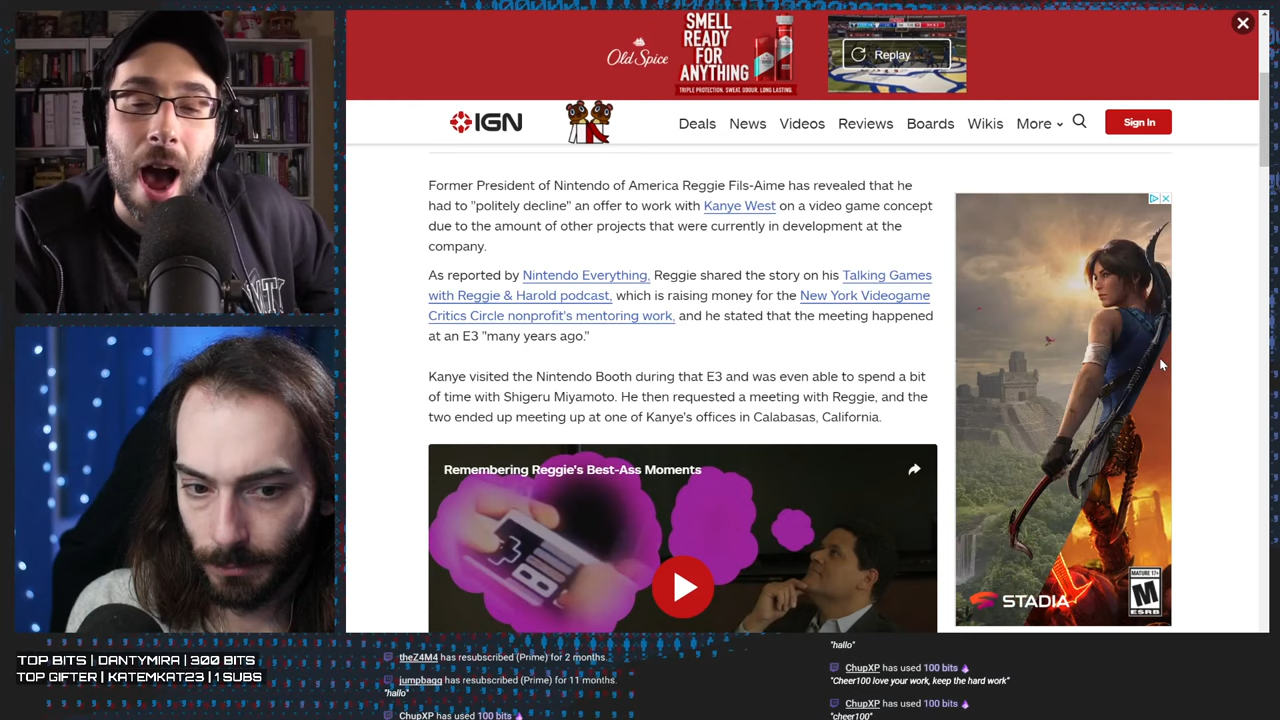 SMELL
READY
FOR
ANYTHING
TRIPLE PROTECTION. SWEAT. ODOUR. LONG LASTING.
Old Spice
Replay
IGN
Deals News Videos Reviews Boards Wikis More
Sign In
Former President of Nintendo of America Reggie Fils-Aime has revealed that he
had to "politely decline" an offer to work with Kanye West on a video game concept
due to the amount of other projects that were currently in development at the
company.
As reported by Nintendo Everything, Reggie shared the story on his Talking Games
with Reggie & Harold podcast, which is raising money for the New York Videogame
Critics Circle nonprofit's mentoring work, and he stated that the meeting happened
at an E3 "many years ago."
Kanye visited the Nintendo Booth during that E3 and was even able to spend a bit
of time with Shigeru Miyamoto. He then requested a meeting with Reggie, and the
two ended up meeting up at one of Kanye's offices in Calabasas, California.
Remembering Reggie's Best-Ass Moments
STADIA
MATURE 17+
M
ESRB
TOP BITS | DANTYMIRA | 300 BITS
TOP GIFTER | KATEMKAT23 | 1 SUBS
theZ4M4 has resubscribed (Prime) for 2 months.
jumpbagg has resubscribed (Prime) for 11 months.
"hallo"
ChupXP has used 100 bits
"hallo"
ChupXP has used 100 bits
"Cheer100 love your work, keep the hard work"
ChupXP has used 100 bits
"cheer100"